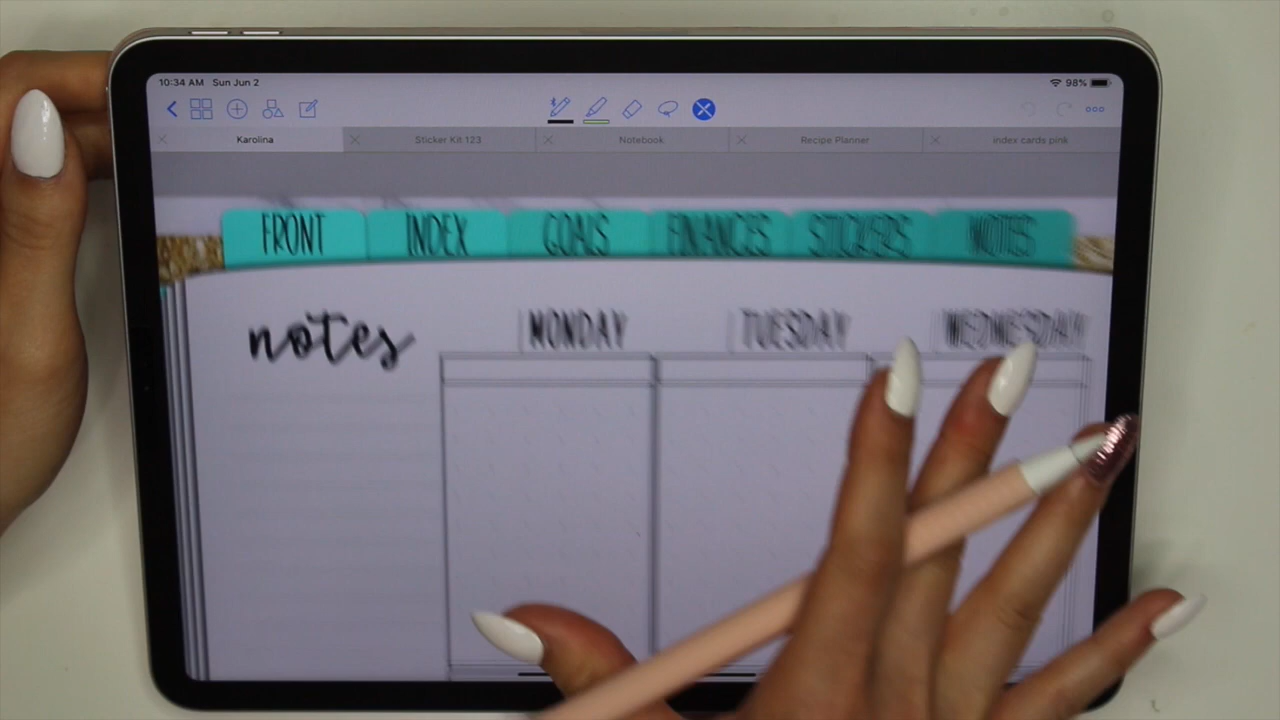 10:34 AM Sun Jun 2 98%
Karolina Sticker Kit 123 Notebook Recipe Planner index cards pink
FRONT INDEX GOALS FINANCES STICKERS NOTES
notes MONDAY TUESDAY WEDNESDAY